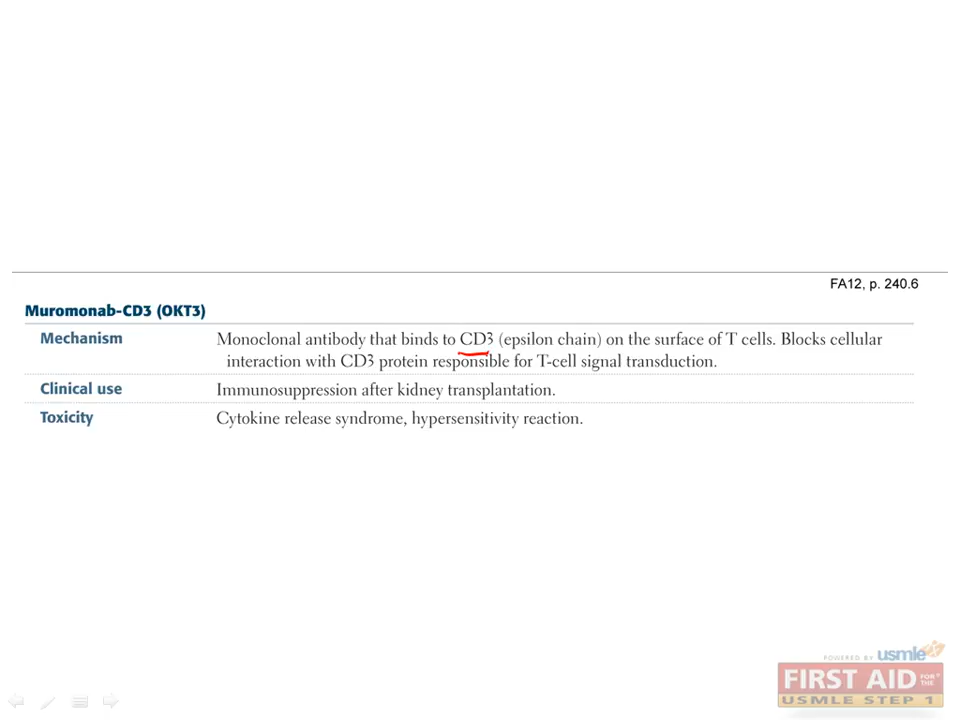 FA12, p. 240.6
Muromonab-CD3 (OKT3)
Mechanism Monoclonal antibody that binds to CD3 (epsilon chain) on the surface of T cells. Blocks cellular
interaction with CD3 protein responsible for T-cell signal transduction.
Clinical use Immunosuppression after kidney transplantation.
Toxicity Cytokine release syndrome, hypersensitivity reaction.
POWERED BY usmle
FIRST AID FOR THE
USMLE STEP 1